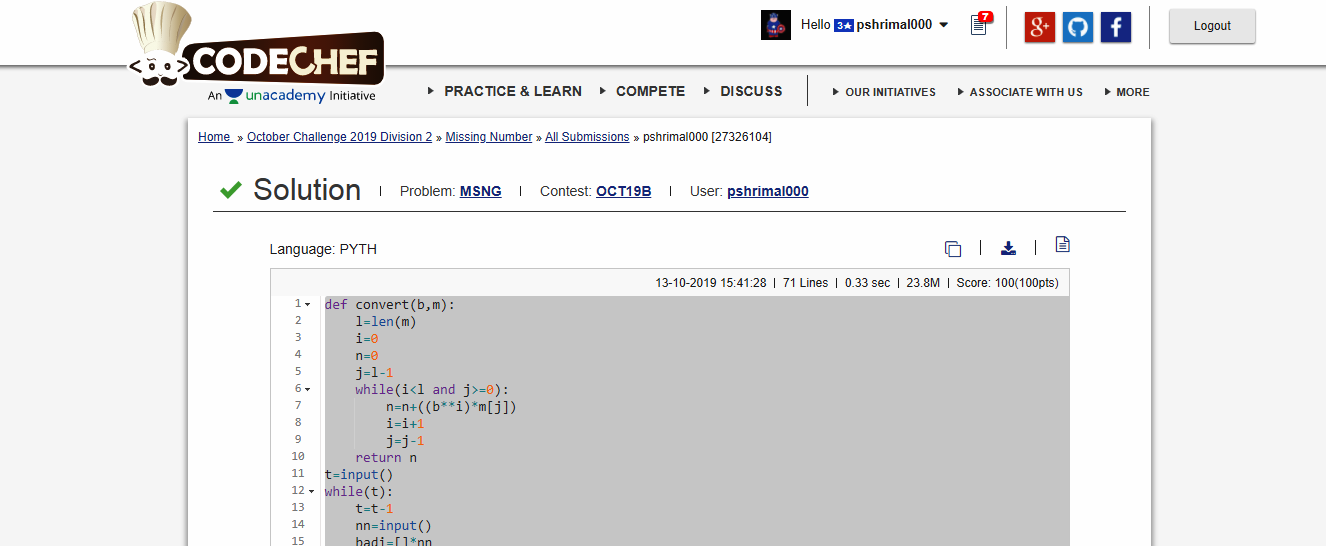 Hello 3★ pshrimal000
7
g+
f
Logout
CODECHEF
An unacademy Initiative
PRACTICE & LEARN
COMPETE
DISCUSS
OUR INITIATIVES
ASSOCIATE WITH US
MORE
Home » October Challenge 2019 Division 2 » Missing Number » All Submissions » pshrimal000 [27326104]
Solution | Problem: MSNG | Contest: OCT19B | User: pshrimal000
Language: PYTH
13-10-2019 15:41:28 | 71 Lines | 0.33 sec | 23.8M | Score: 100(100pts)
1 def convert(b,m):
2     l=len(m)
3     i=0
4     n=0
5     j=l-1
6     while(i<l and j>=0):
7         n=n+((b**i)*m[j])
8         i=i+1
9         j=j-1
10     return n
11 t=input()
12 while(t):
13     t=t-1
14     nn=input()
15     badi=[]*nn